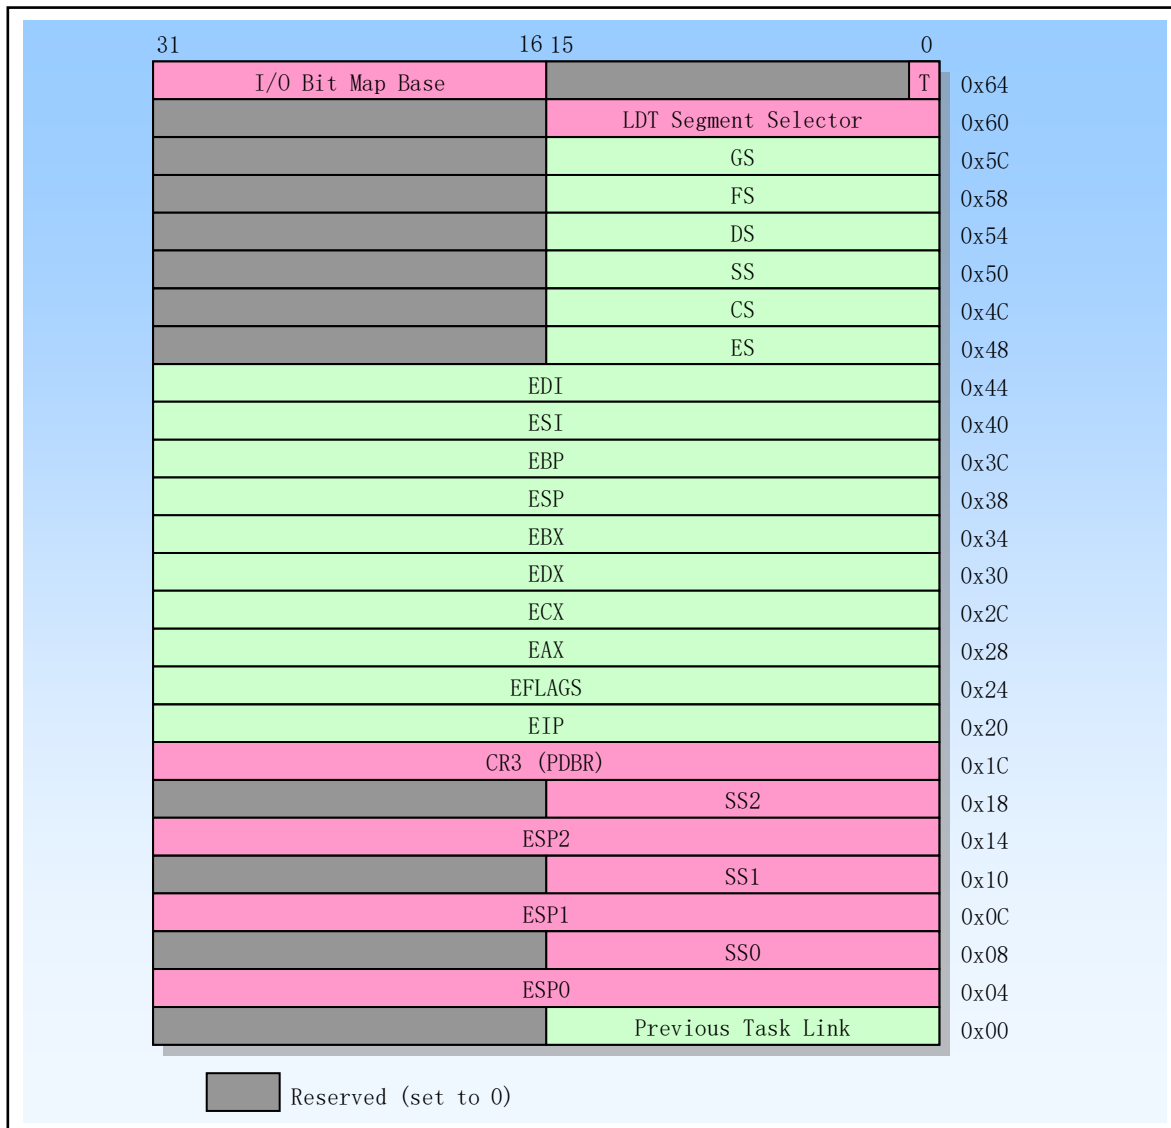 31 16 15 0
I/O Bit Map Base T 0x64
LDT Segment Selector 0x60
GS 0x5C
FS 0x58
DS 0x54
SS 0x50
CS 0x4C
ES 0x48
EDI 0x44
ESI 0x40
EBP 0x3C
ESP 0x38
EBX 0x34
EDX 0x30
ECX 0x2C
EAX 0x28
EFLAGS 0x24
EIP 0x20
CR3 (PDBR) 0x1C
SS2 0x18
ESP2 0x14
SS1 0x10
ESP1 0x0C
SS0 0x08
ESP0 0x04
Previous Task Link 0x00
Reserved (set to 0)